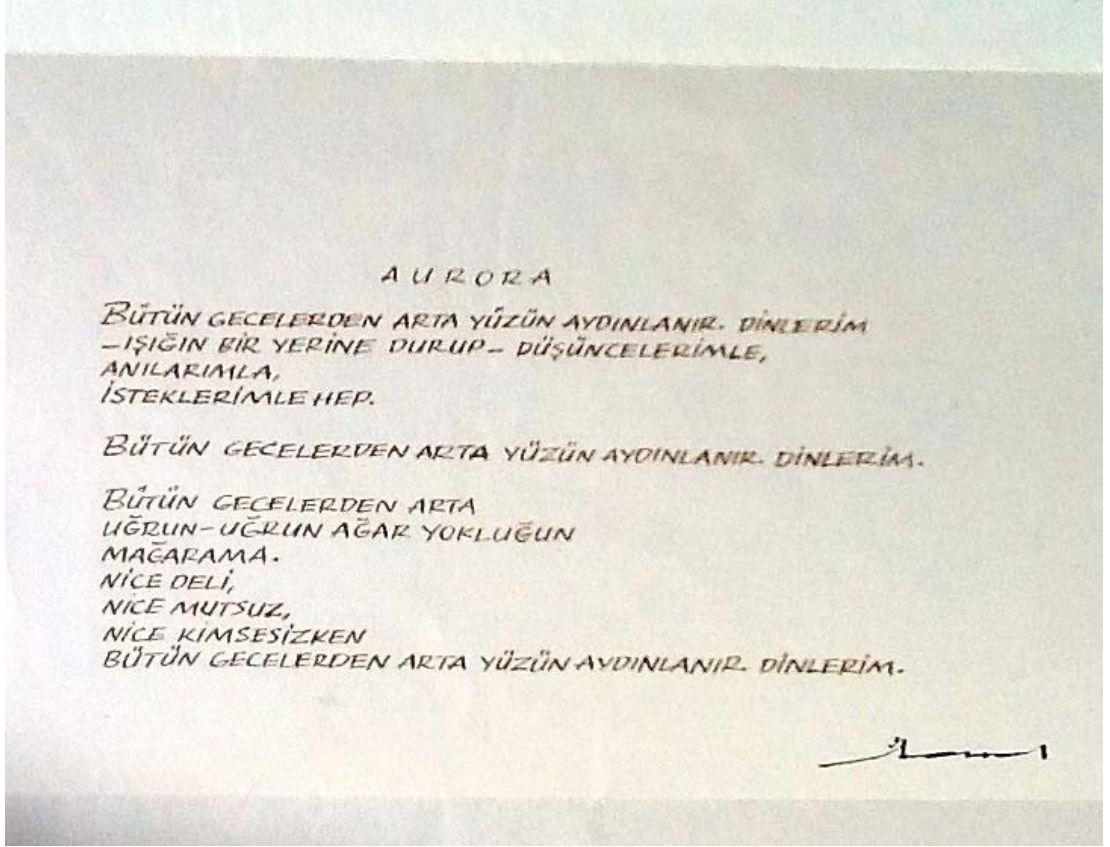 AURORA
BÜTÜN GECELERDEN ARTA YÜZÜN AYDINLANIR. DİNLERİM
–IŞIĞIN BİR YERİNE DURUP– DÜŞÜNCELERİMLE,
ANILARIMLA,
İSTEKLERİMLE HEP.
BÜTÜN GECELERDEN ARTA YÜZÜN AYDINLANIR. DİNLERİM.
BÜTÜN GECELERDEN ARTA
UĞRUN-UĞRUN AĞAR YOKLUĞUN
MAĞARAMA.
NİCE DELİ,
NİCE MUTSUZ,
NİCE KİMSESİZKEN
BÜTÜN GECELERDEN ARTA YÜZÜN AYDINLANIR. DİNLERİM.